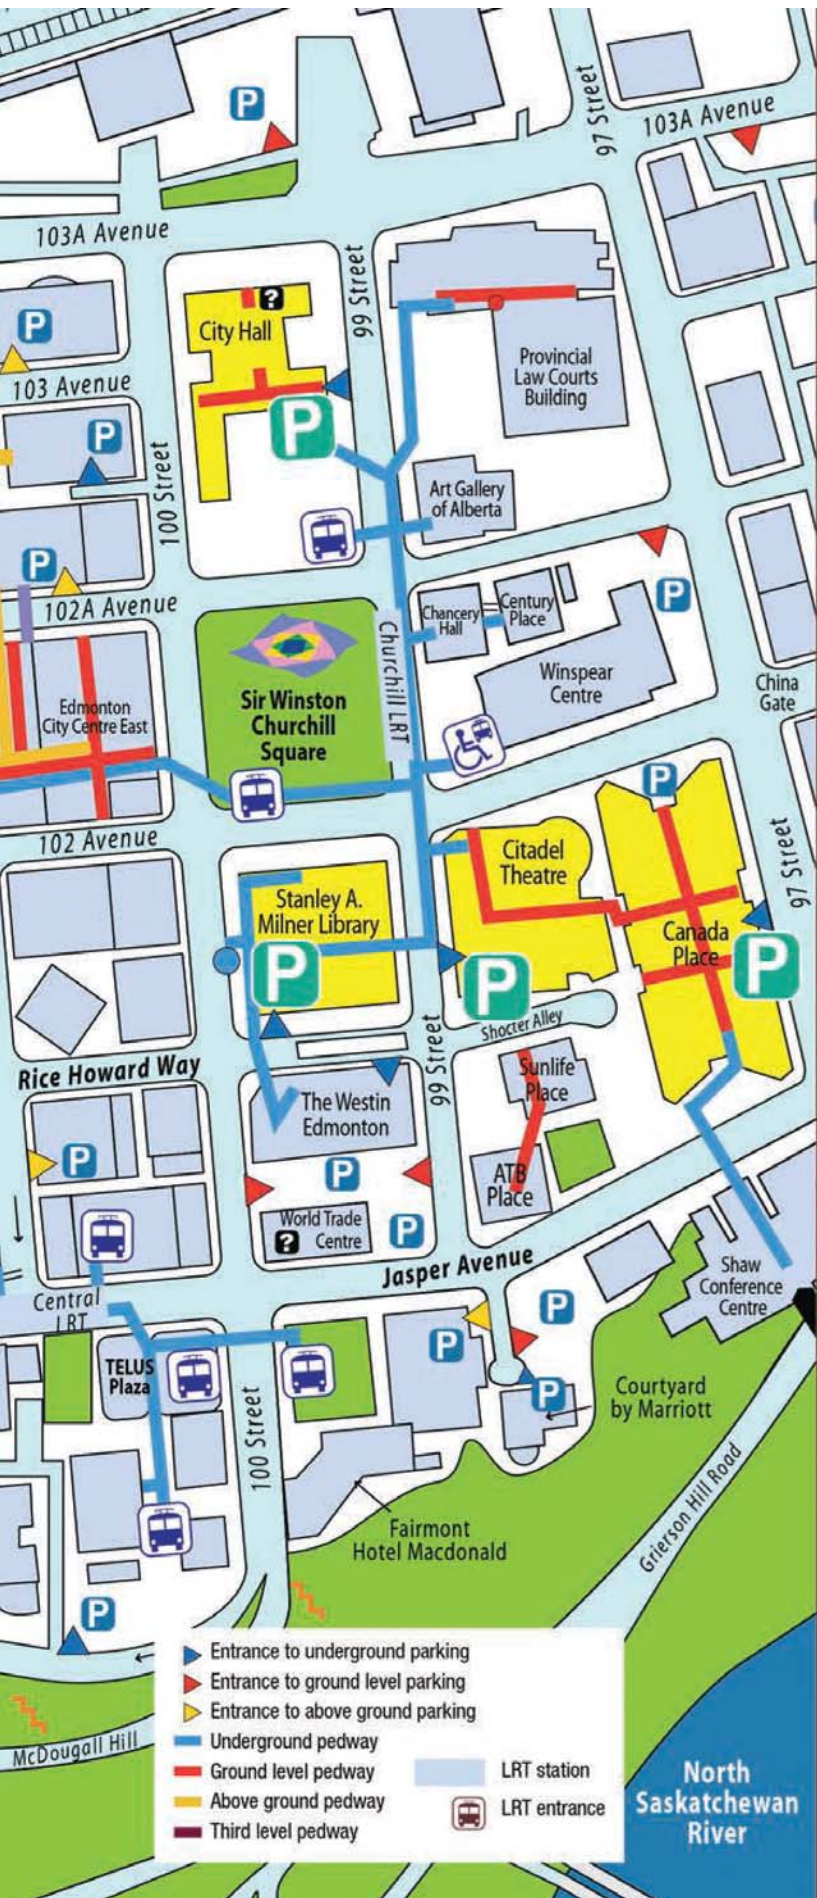 P
97 Street
103A Avenue
103A Avenue
99 Street
?
City Hall
P
103 Avenue
Provincial
Law Courts
Building
P
P
100 Street
Art Gallery
of Alberta
P
102A Avenue
P
Chancery
Hall
Century
Place
Churchill LRT
Winspear
Centre
China
Gate
Edmonton
City Centre East
Sir Winston
Churchill
Square
P
102 Avenue
Citadel
Theatre
97 Street
Stanley A.
Milner Library
Canada
Place
P
P
P
Shocter Alley
99 Street
Rice Howard Way
Sunlife
Place
The Westin
Edmonton
P
P
ATB
Place
World Trade
Centre
?
P
Jasper Avenue
Shaw
Conference
Centre
Central
LRT
P
P
TELUS
Plaza
P
Courtyard
by Marriott
100 Street
Grierson Hill Road
Fairmont
Hotel Macdonald
P
McDougall Hill
Entrance to underground parking
Entrance to ground level parking
Entrance to above ground parking
Underground pedway
Ground level pedway
Above ground pedway
Third level pedway
LRT station
LRT entrance
North
Saskatchewan
River